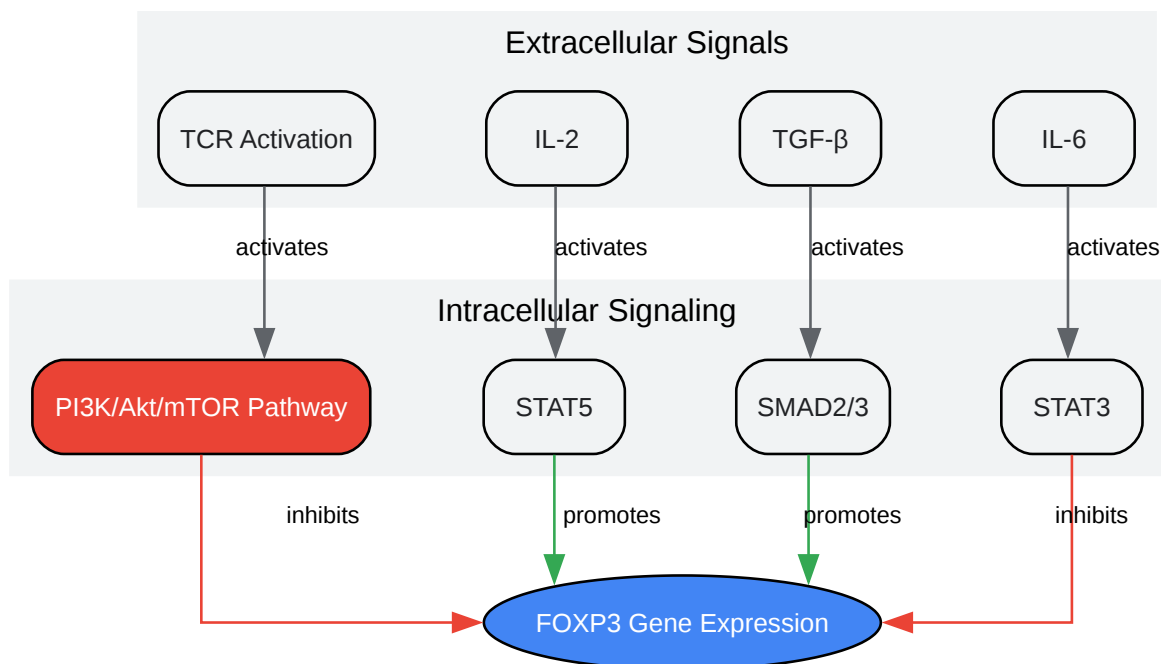 Extracellular Signals
TCR Activation
IL-2
TGF-β
IL-6
activates
activates
activates
activates
Intracellular Signaling
PI3K/Akt/mTOR Pathway
STAT5
SMAD2/3
STAT3
inhibits
promotes
promotes
inhibits
FOXP3 Gene Expression